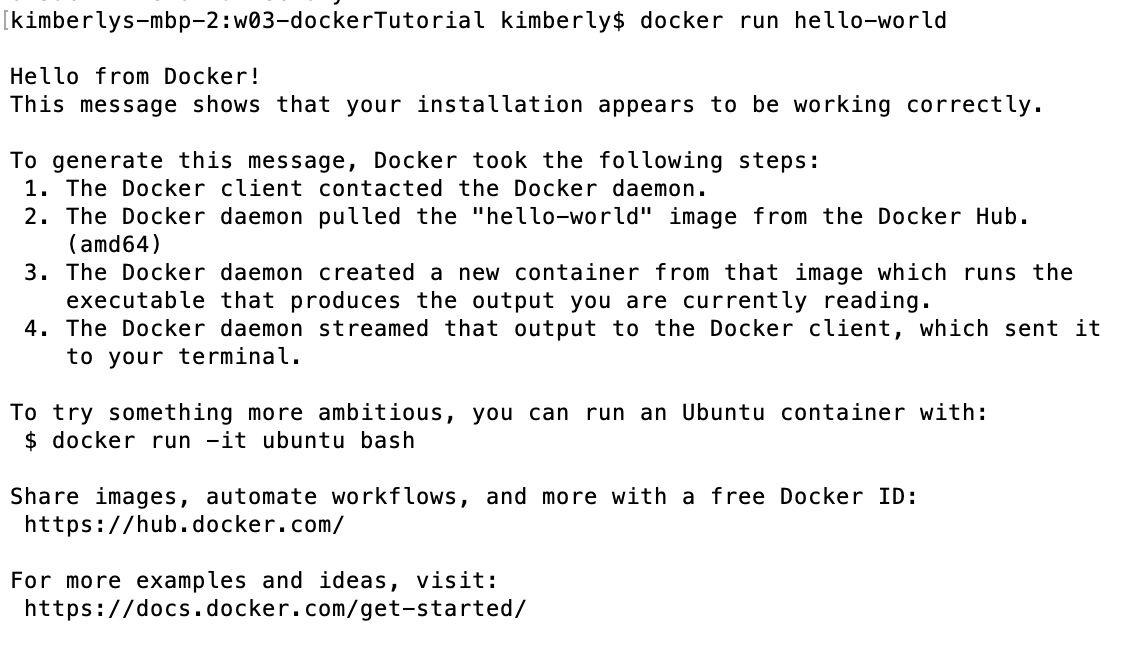 [kimberlys-mbp-2:w03-dockerTutorial kimberly$ docker run hello-world
Hello from Docker!
This message shows that your installation appears to be working correctly.
To generate this message, Docker took the following steps:
1. The Docker client contacted the Docker daemon.
2. The Docker daemon pulled the "hello-world" image from the Docker Hub.
(amd64)
3. The Docker daemon created a new container from that image which runs the
executable that produces the output you are currently reading.
4. The Docker daemon streamed that output to the Docker client, which sent it
to your terminal.
To try something more ambitious, you can run an Ubuntu container with:
$ docker run -it ubuntu bash
Share images, automate workflows, and more with a free Docker ID:
https://hub.docker.com/
For more examples and ideas, visit:
https://docs.docker.com/get-started/